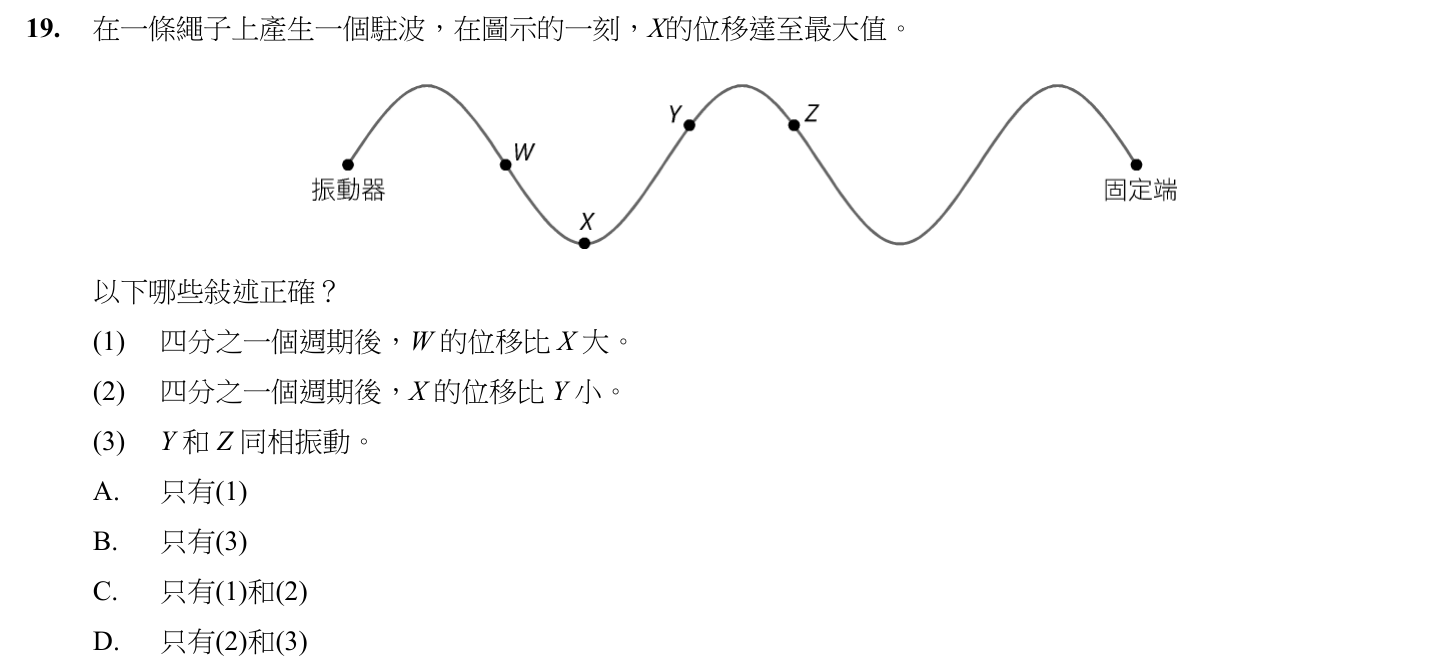 19. 在一條繩子上產生一個駐波，在圖示的一刻，X的位移達至最大值。
Y Z
W
振動器 固定端
X
以下哪些敍述正確？
(1) 四分之一個週期後，W 的位移比 X 大。
(2) 四分之一個週期後，X 的位移比 Y 小。
(3) Y 和 Z 同相振動。
A. 只有(1)
B. 只有(3)
C. 只有(1)和(2)
D. 只有(2)和(3)